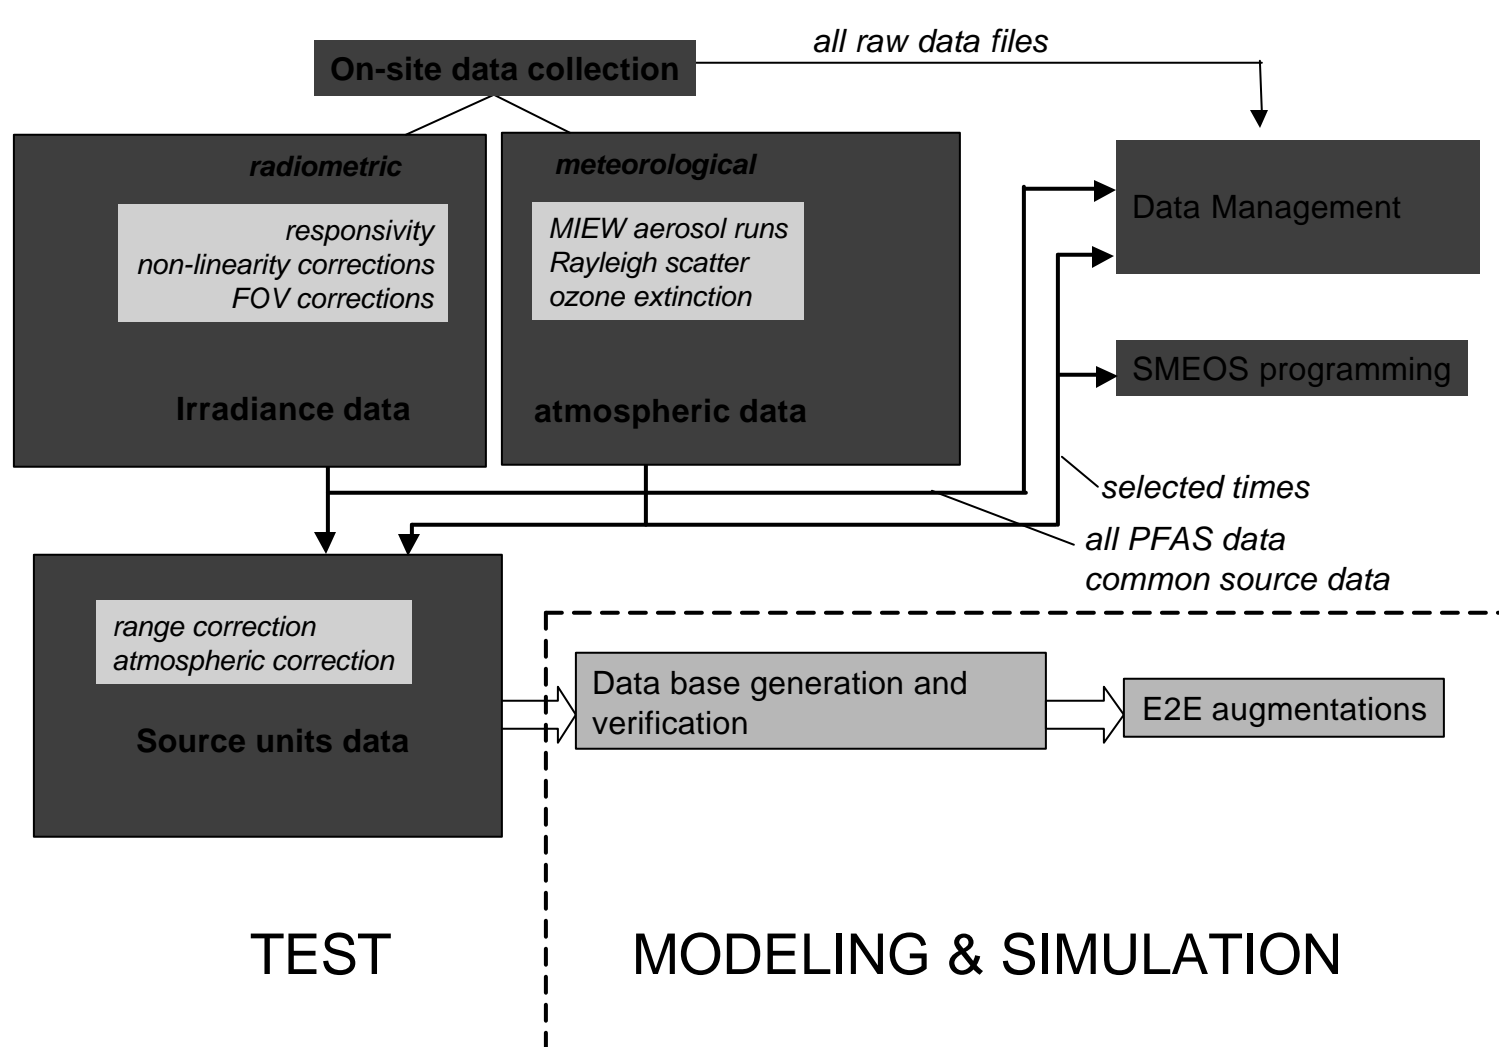 all raw data files
On-site data collection
radiometric
responsivity
non-linearity corrections
FOV corrections
Irradiance data
meteorological
MIEW aerosol runs
Rayleigh scatter
ozone extinction
atmospheric data
Data Management
SMEOS programming
selected times
all PFAS data
common source data
range correction
atmospheric correction
Source units data
Data base generation and
verification
E2E augmentations
TEST
MODELING & SIMULATION